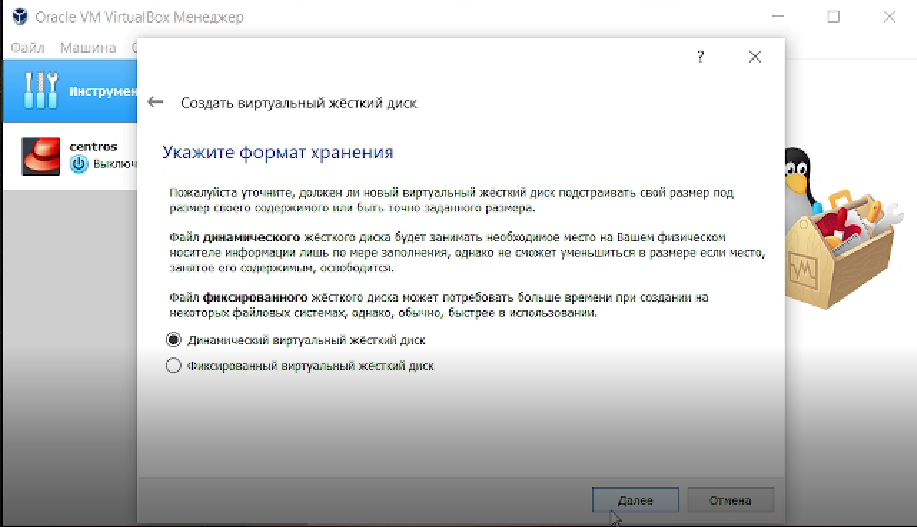 Oracle VM VirtualBox Менеджер
Файл Машина С
?
Инструмен
Создать виртуальный жёсткий диск
centros
Выключ
Укажите формат хранения
Пожалуйста уточните, должен ли новый виртуальный жёсткий диск подстраивать свой размер под
размер своего содержимого или быть точно заданного размера.
Файл динамического жёсткого диска будет занимать необходимое место на Вашем физическом
носителе информации лишь по мере заполнения, однако не сможет уменьшиться в размере если место,
занятое его содержимым, освободится.
Файл фиксированного жёсткого диска может потребовать больше времени при создании на
некоторых файловых системах, однако, обычно, быстрее в использовании.
Динамический виртуальный жёсткий диск
Фиксированный виртуальный жёсткий диск
Далее Отмена